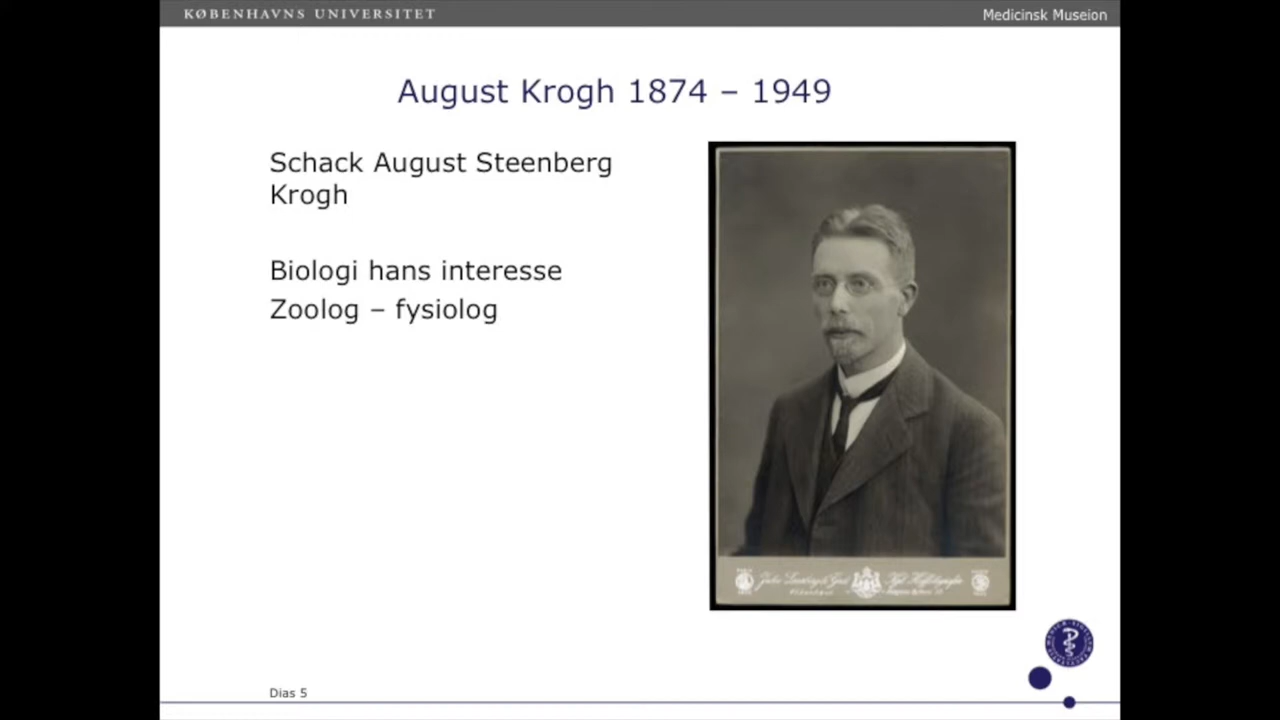 KØBENHAVNS UNIVERSITET
Medicinsk Museion
August Krogh 1874 – 1949
Schack August Steenberg
Krogh
Biologi hans interesse
Zoolog – fysiolog
Dias 5